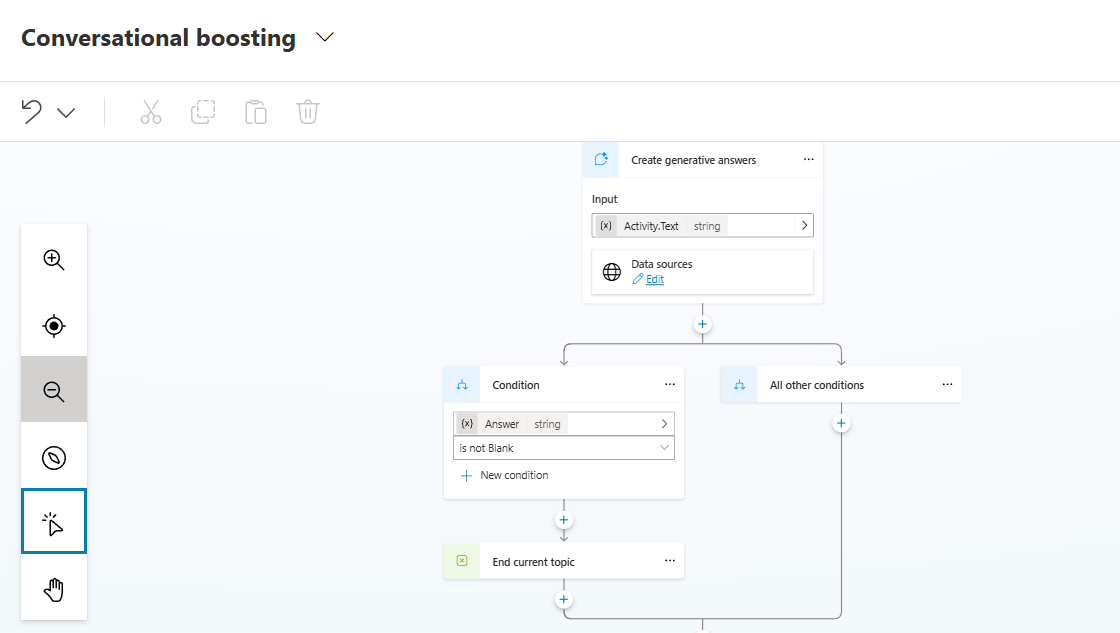 Conversational boosting
Create generative answers
Input
{x} Activity.Text string
Data sources
Edit
Condition
All other conditions
{x} Answer string
is not Blank
New condition
End current topic